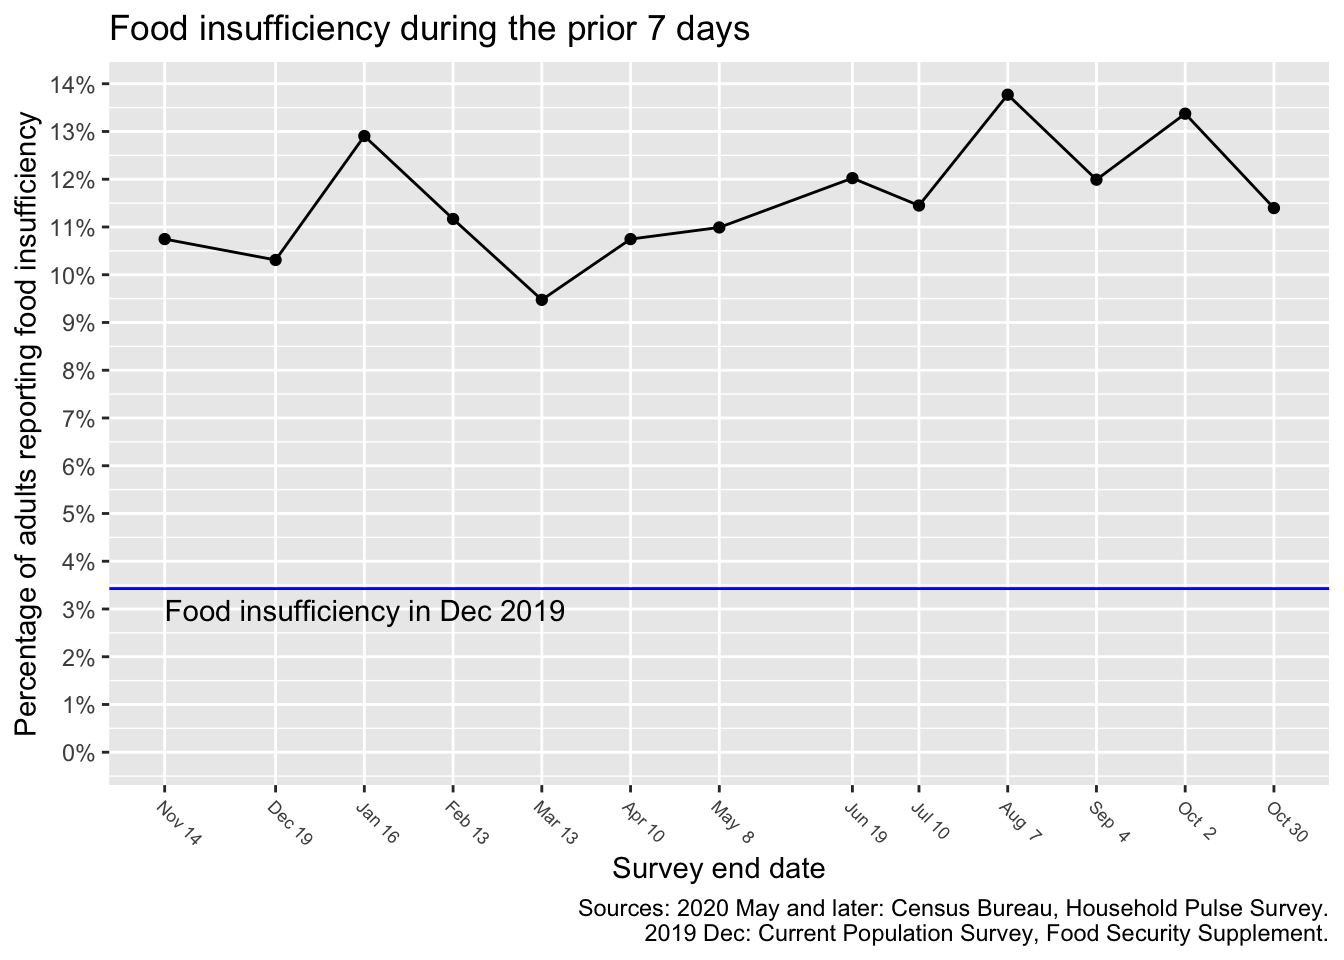 Food insufficiency during the prior 7 days
Percentage of adults reporting food insufficiency
14%
13%
12%
11%
10%
9%
8%
7%
6%
5%
4%
3%
2%
1%
0%
Food insufficiency in Dec 2019
Nov 14
Dec 19
Jan 16
Feb 13
Mar 13
Apr 10
May 8
Jun 19
Jul 10
Aug 7
Sep 4
Oct 2
Oct 30
Survey end date
Sources: 2020 May and later: Census Bureau, Household Pulse Survey.
2019 Dec: Current Population Survey, Food Security Supplement.